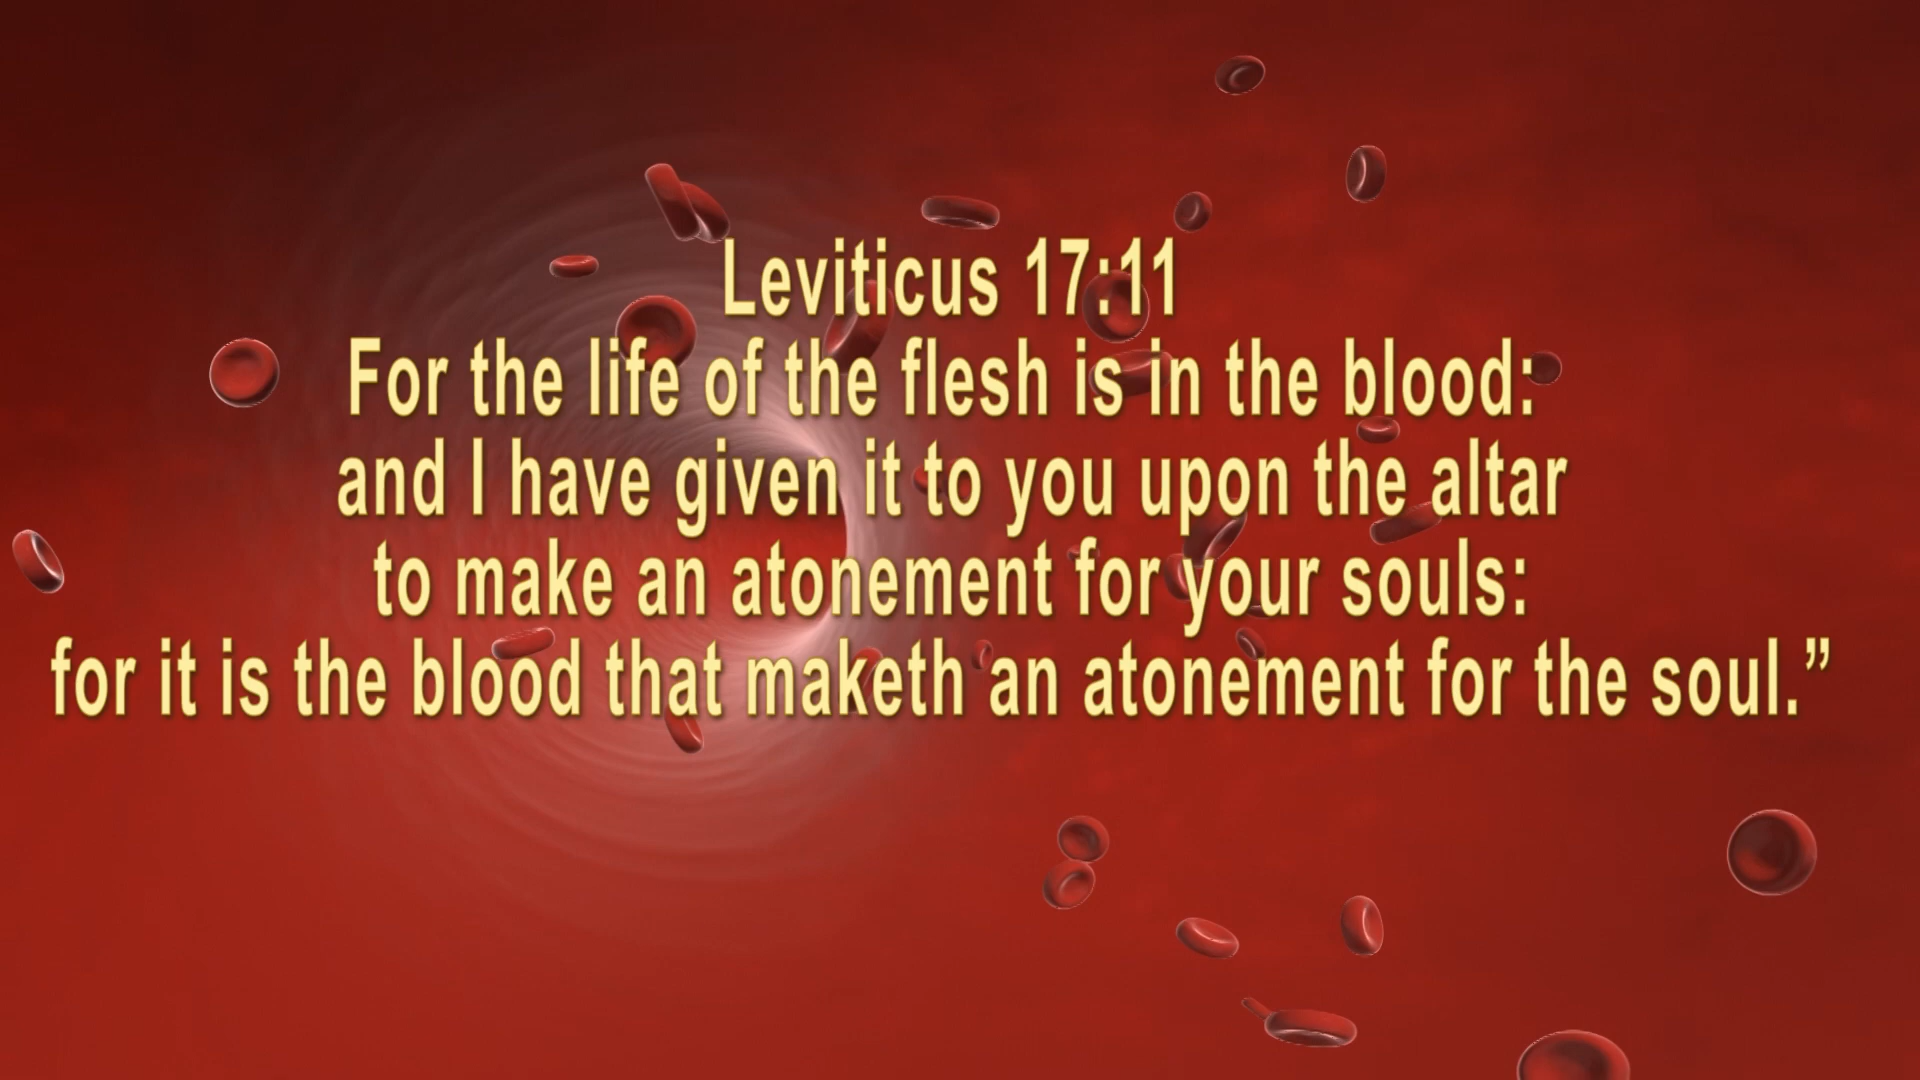 Leviticus 17:11
For the life of the flesh is in the blood:
and I have given it to you upon the altar
to make an atonement for your souls:
for it is the blood that maketh an atonement for the soul.”